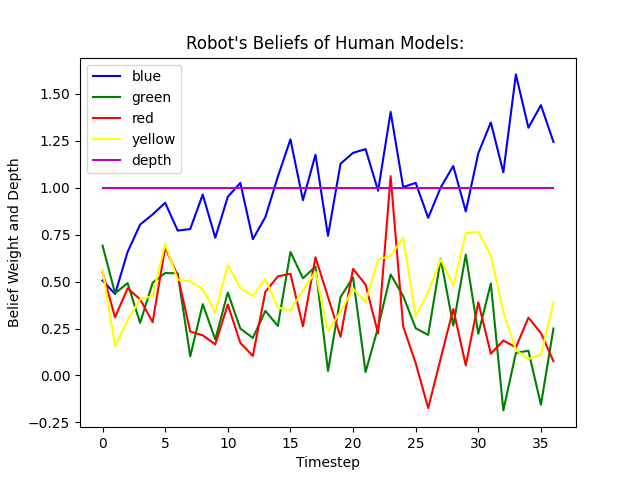 Robot's Beliefs of Human Models:
blue
green
red
yellow
depth
1.50
1.25
1.00
0.75
0.50
0.25
0.00
−0.25
Belief Weight and Depth
0 5 10 15 20 25 30 35
Timestep